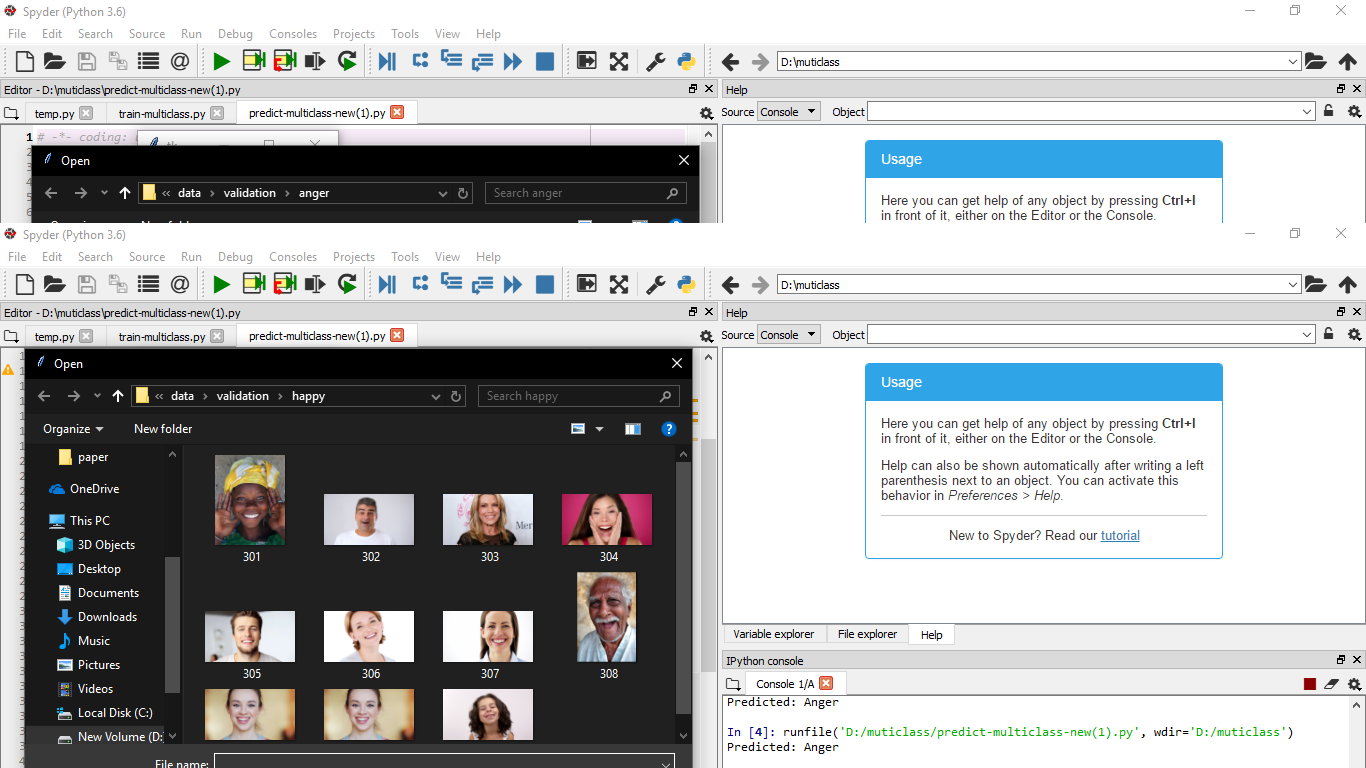 Spyder (Python 3.6)
File Edit Search Source Run Debug Consoles Projects Tools View Help
D:\muticlass
Editor - D:\muticlass\predict-multiclass-new(1).py
Help
temp.py train-multiclass.py predict-multiclass-new(1).py
Source Console Object
1 # -*- coding:
Open
« data › validation › anger
Search anger
Usage
Here you can get help of any object by pressing Ctrl+I
in front of it, either on the Editor or the Console.
Spyder (Python 3.6)
File Edit Search Source Run Debug Consoles Projects Tools View Help
D:\muticlass
Editor - D:\muticlass\predict-multiclass-new(1).py
Help
temp.py train-multiclass.py predict-multiclass-new(1).py
Source Console Object
Open
« data › validation › happy
Search happy
Organize New folder
paper
OneDrive
This PC
3D Objects
Desktop
Documents
Downloads
Music
Pictures
Videos
Local Disk (C:)
New Volume (D:
301 302 303 304
Mer
305 306 307 308
File name:
Usage
Here you can get help of any object by pressing Ctrl+I
in front of it, either on the Editor or the Console.
Help can also be shown automatically after writing a left
parenthesis next to an object. You can activate this
behavior in Preferences > Help.
New to Spyder? Read our tutorial
Variable explorer File explorer Help
IPython console
Console 1/A
Predicted: Anger
In [4]: runfile('D:/muticlass/predict-multiclass-new(1).py', wdir='D:/muticlass')
Predicted: Anger